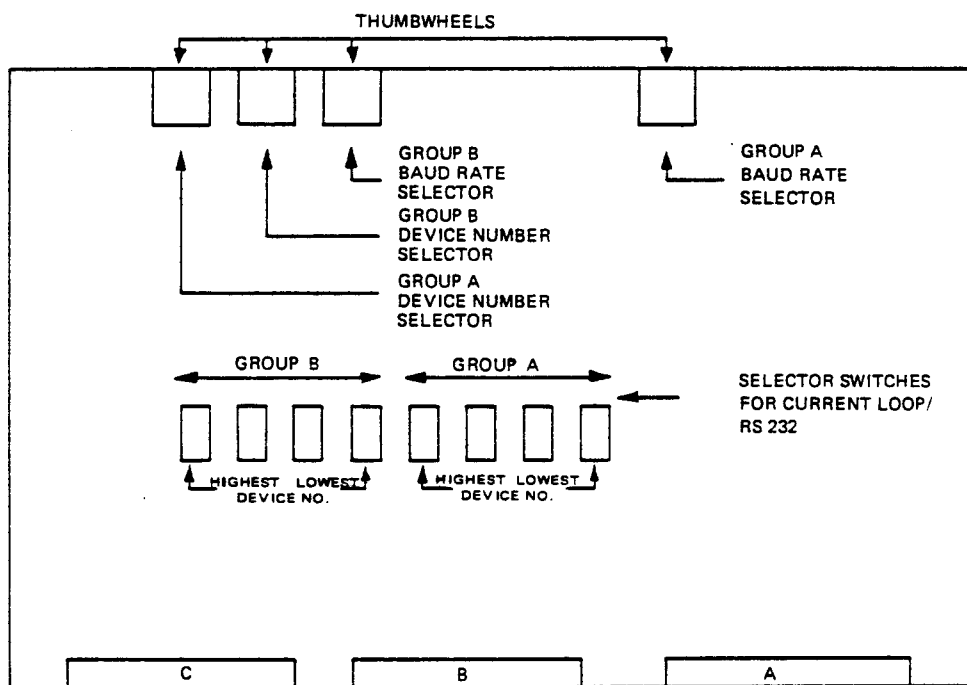 THUMBWHEELS
GROUP B
BAUD RATE
SELECTOR
GROUP A
BAUD RATE
SELECTOR
GROUP B
DEVICE NUMBER
SELECTOR
GROUP A
DEVICE NUMBER
SELECTOR
GROUP B
GROUP A
SELECTOR SWITCHES
FOR CURRENT LOOP/
RS 232
HIGHEST LOWEST
DEVICE NO.
HIGHEST LOWEST
DEVICE NO.
C
B
A